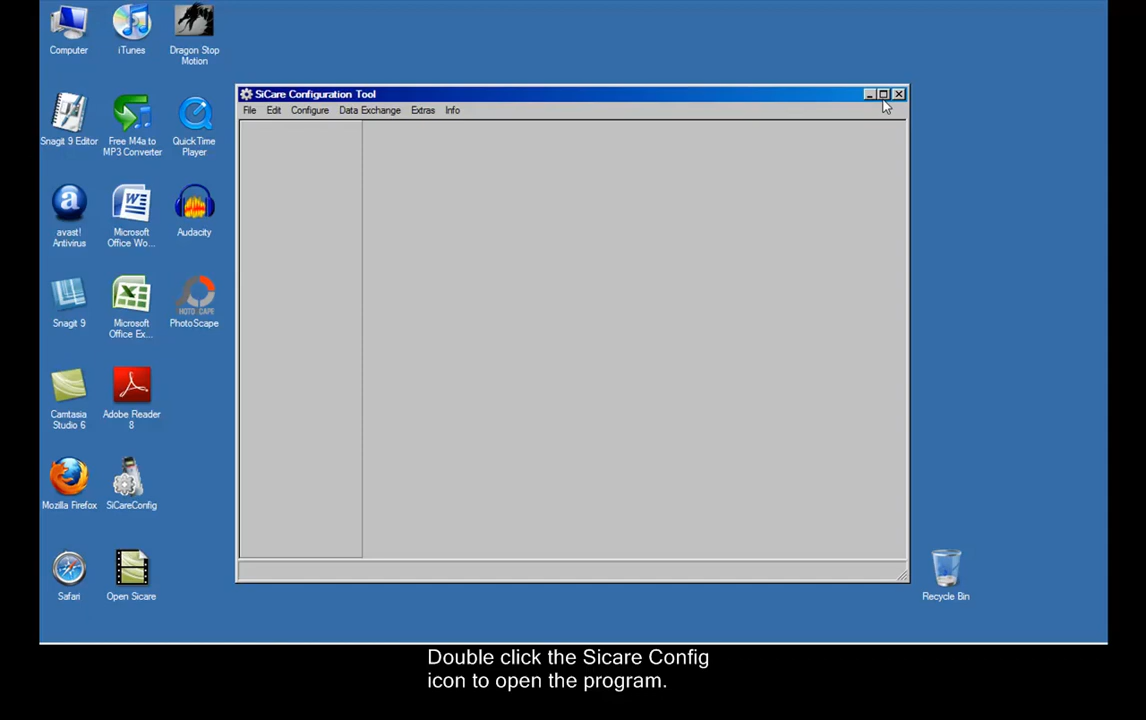 Computer
iTunes
Dragon Stop
Motion
SiCare Configuration Tool
File Edit Configure Data Exchange Extras Info
Snagit 9 Editor
Free M4a to
MP3 Converter
QuickTime
Player
avast!
Antivirus
Microsoft
Office Wo...
Audacity
Snagit 9
Microsoft
Office Ex...
PhotoScape
Camtasia
Studio 6
Adobe Reader
8
Mozilla Firefox
SiCareConfig
Safari
Open Sicare
Recycle Bin
Double click the Sicare Config
icon to open the program.